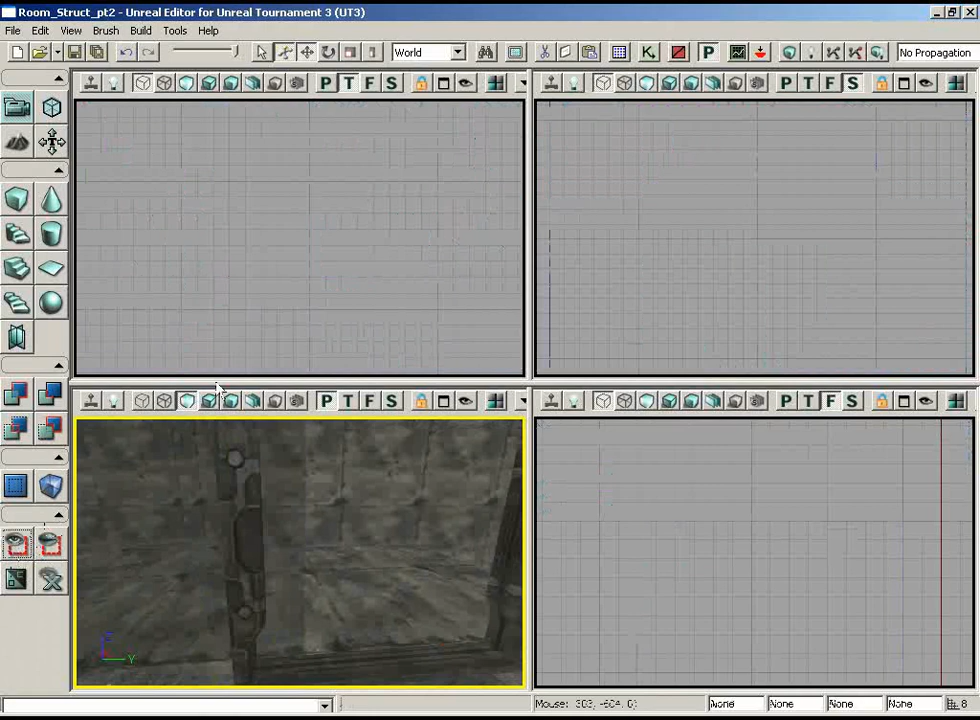 Room_Struct_pt2 - Unreal Editor for Unreal Tournament 3 (UT3)
File Edit View Brush Build Tools Help
World
P
No Propagation
P T F S
P T F S
P T F S
P T F S
Z
Y
None None None None 8